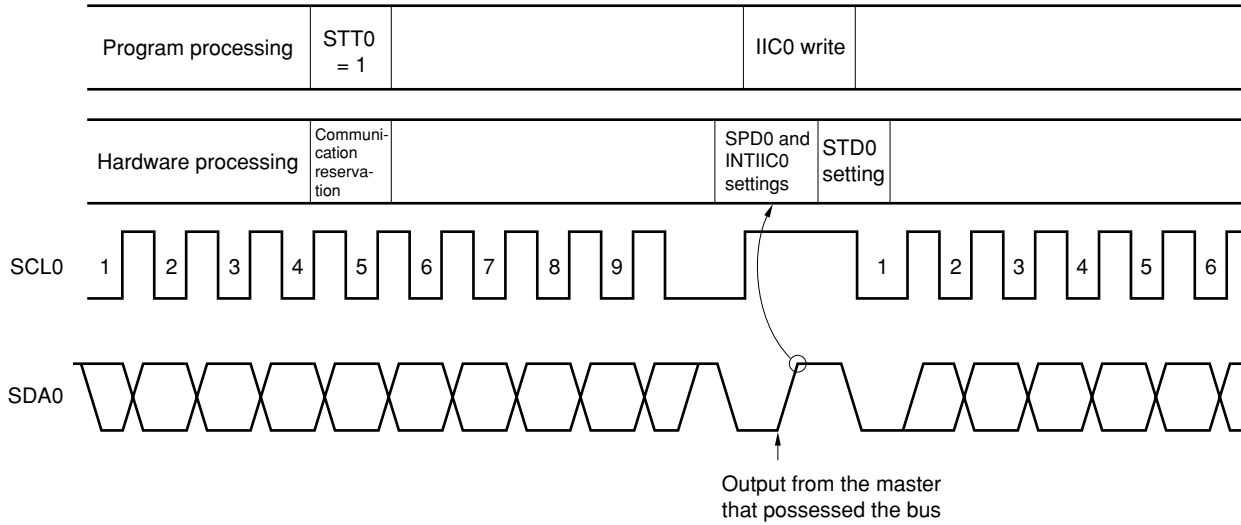 Program processing
STT0
= 1
IIC0 write
Hardware processing
Communi-
cation
reserva-
tion
SPD0 and
INTIIC0
settings
STD0
setting
SCL0
1 2 3 4 5 6 7 8 9 1 2 3 4 5 6
SDA0
Output from the master
that possessed the bus